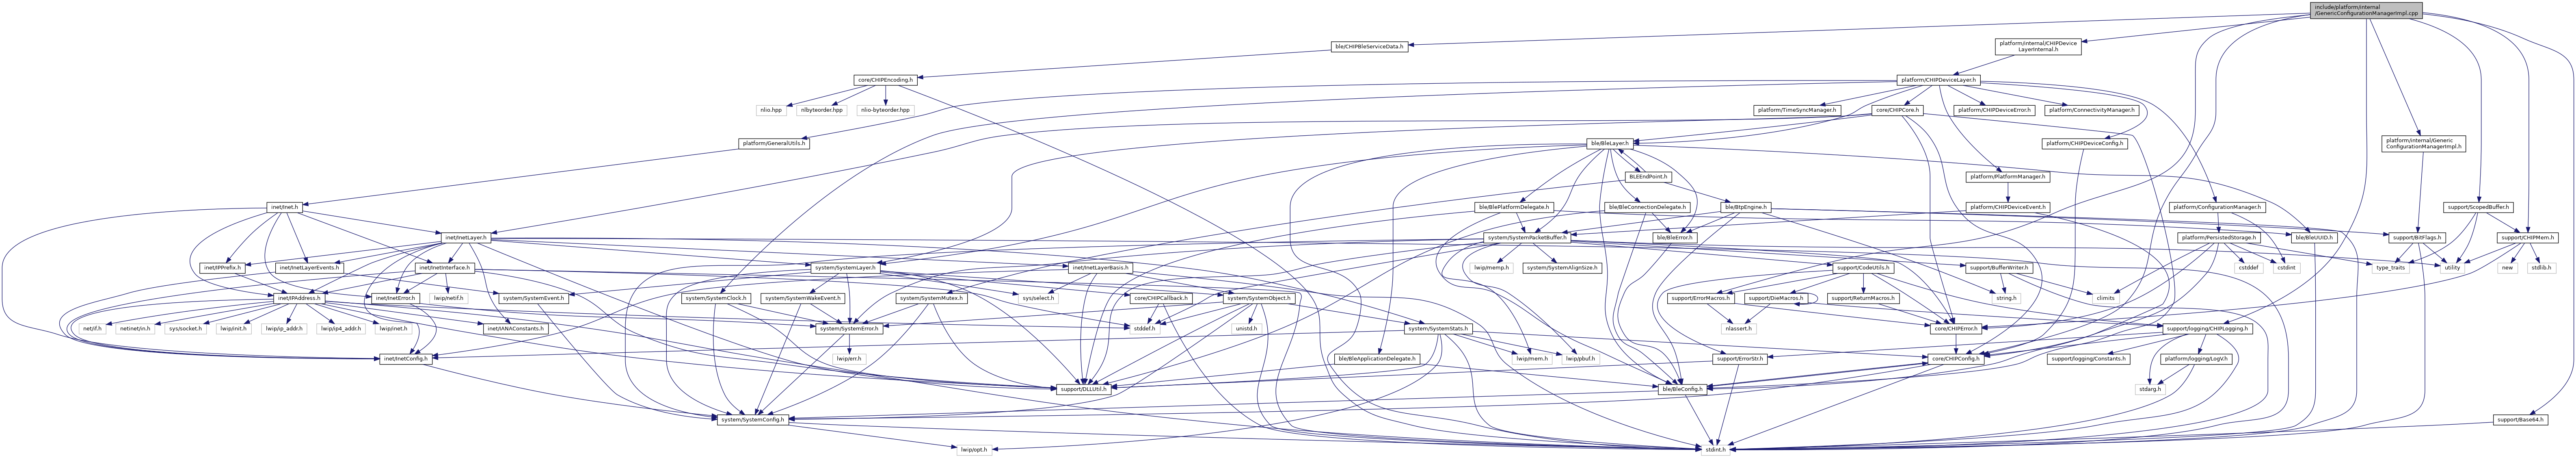 include/platform/internal
/GenericConfigurationManagerImpl.cpp
ble/CHIPBleServiceData.h
platform/internal/CHIPDevice
LayerInternal.h
core/CHIPEncoding.h
platform/CHIPDeviceLayer.h
nlio.hpp
nlbyteorder.hpp
nlio-byteorder.hpp
platform/TimeSyncManager.h
core/CHIPCore.h
platform/CHIPDeviceError.h
platform/ConnectivityManager.h
platform/GeneralUtils.h
ble/BleLayer.h
platform/CHIPDeviceConfig.h
platform/internal/Generic
ConfigurationManagerImpl.h
BLEEndPoint.h
platform/PlatformManager.h
inet/Inet.h
ble/BlePlatformDelegate.h
ble/BleConnectionDelegate.h
ble/BtpEngine.h
platform/CHIPDeviceEvent.h
platform/ConfigurationManager.h
support/ScopedBuffer.h
inet/InetLayer.h
system/SystemPacketBuffer.h
ble/BleError.h
platform/PersistedStorage.h
ble/BleUUID.h
support/BitFlags.h
support/CHIPMem.h
inet/IPPrefix.h
inet/InetLayerEvents.h
inet/InetInterface.h
system/SystemLayer.h
inet/InetLayerBasis.h
lwip/memp.h
system/SystemAlignSize.h
support/CodeUtils.h
support/BufferWriter.h
cstddef
cstdint
type_traits
utility
new
stdlib.h
inet/IPAddress.h
inet/InetError.h
lwip/netif.h
system/SystemEvent.h
system/SystemClock.h
system/SystemWakeEvent.h
system/SystemMutex.h
sys/select.h
core/CHIPCallback.h
system/SystemObject.h
support/ErrorMacros.h
support/DieMacros.h
support/ReturnMacros.h
string.h
climits
net/if.h
netinet/in.h
sys/socket.h
lwip/init.h
lwip/ip_addr.h
lwip/ip4_addr.h
lwip/inet.h
inet/IANAConstants.h
system/SystemError.h
stddef.h
unistd.h
system/SystemStats.h
nlassert.h
core/CHIPError.h
support/logging/CHIPLogging.h
inet/InetConfig.h
lwip/err.h
ble/BleApplicationDelegate.h
lwip/mem.h
lwip/pbuf.h
support/ErrorStr.h
core/CHIPConfig.h
support/logging/Constants.h
platform/logging/LogV.h
support/DLLUtil.h
ble/BleConfig.h
stdarg.h
system/SystemConfig.h
support/Base64.h
lwip/opt.h
stdint.h